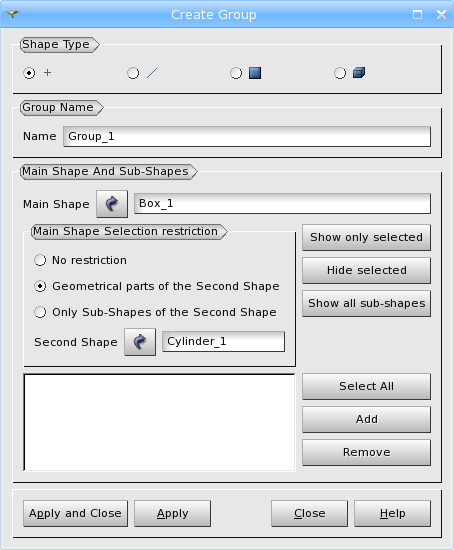 Create Group
Shape Type
Group Name
Name Group_1
Main Shape And Sub-Shapes
Main Shape Box_1
Main Shape Selection restriction
No restriction
Geometrical parts of the Second Shape
Only Sub-Shapes of the Second Shape
Second Shape Cylinder_1
Show only selected
Hide selected
Show all sub-shapes
Select All
Add
Remove
Apply and Close Apply Close Help